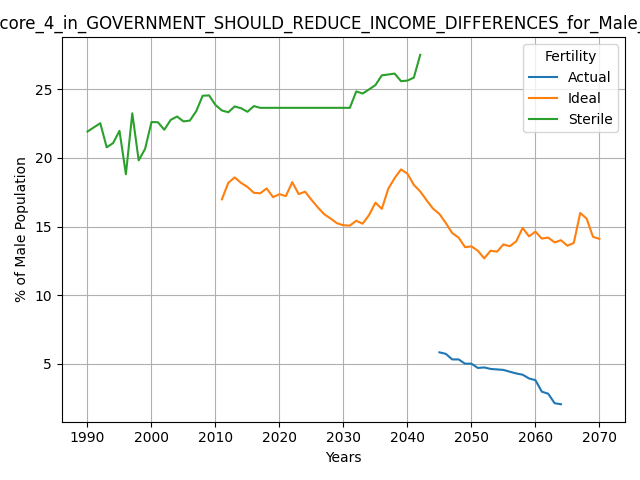 core_4_in_GOVERNMENT_SHOULD_REDUCE_INCOME_DIFFERENCES_for_Male_
Fertility
Actual
Ideal
Sterile
% of Male Population
25
20
15
10
5
1990 2000 2010 2020 2030 2040 2050 2060 2070
Years